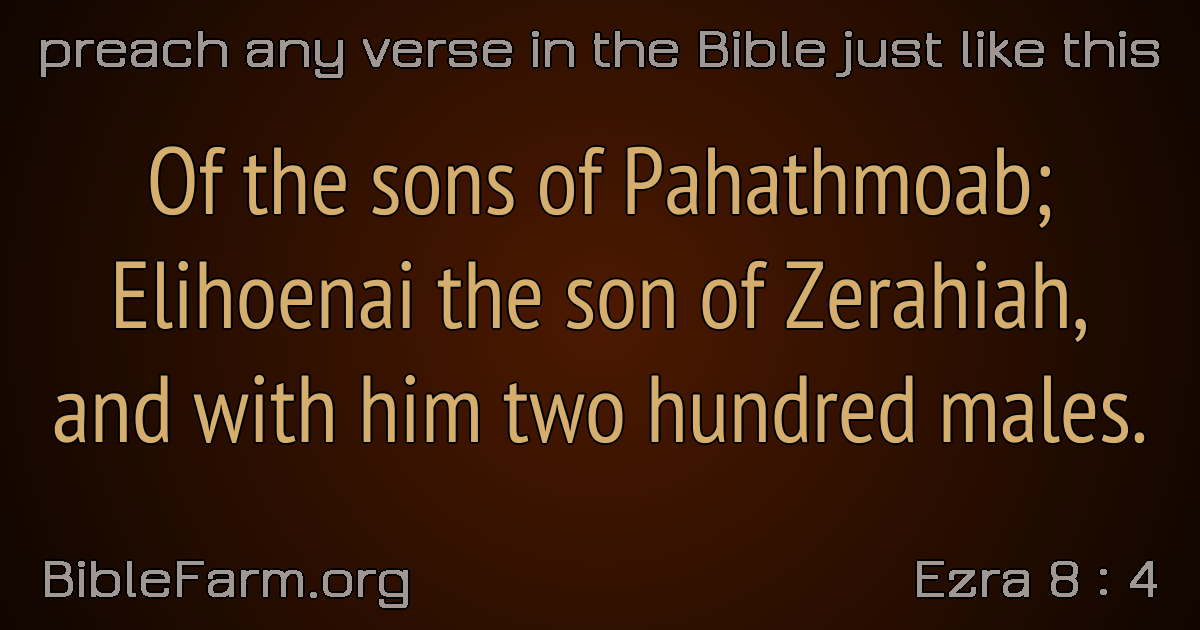 preach any verse in the Bible just like this
Of the sons of Pahathmoab;
Elihoenai the son of Zerahiah,
and with him two hundred males.
BibleFarm.org
Ezra 8 : 4